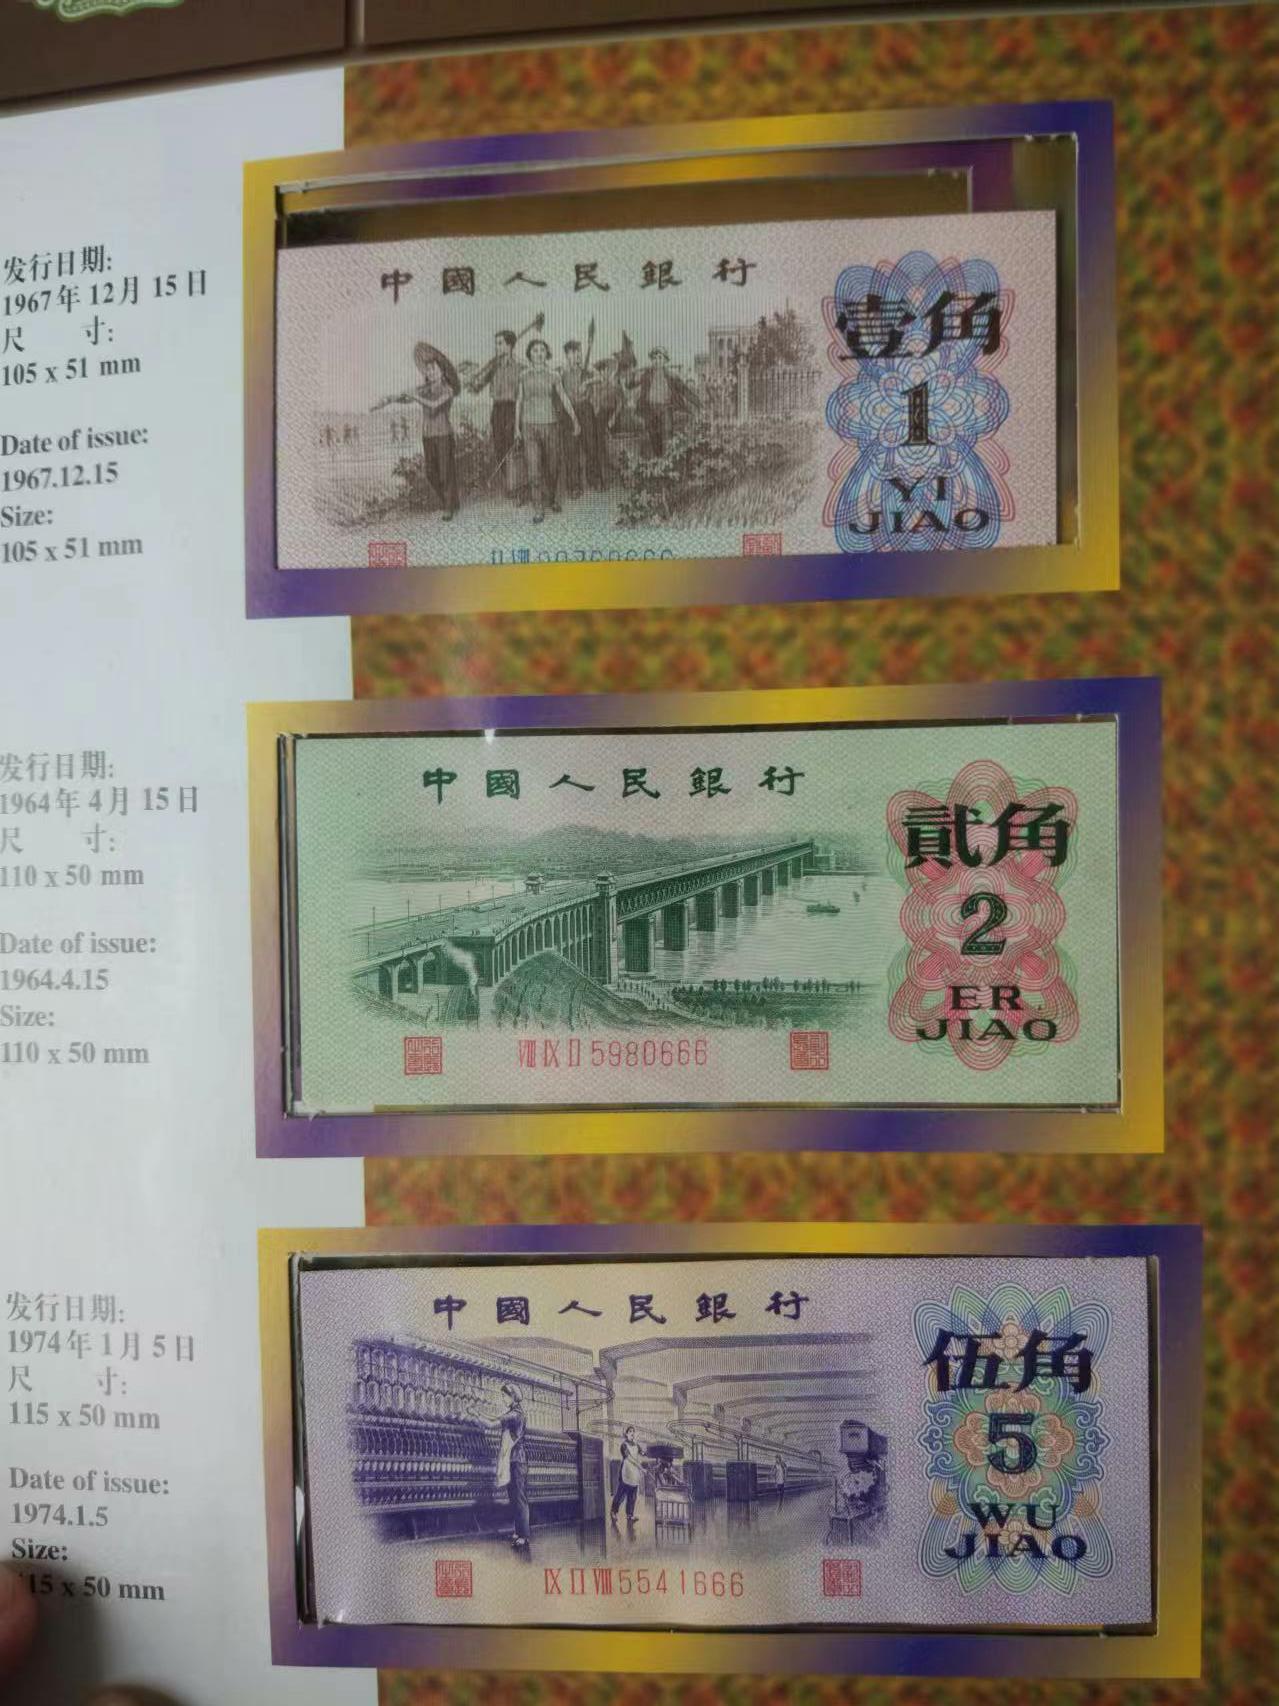 发行日期:
1967年 12月 15日
尺 寸:
105 x 51 mm
Date of issue:
1967.12.15
Size:
105 x 51 mm
中國人民銀行
壹角
1
YI
JIAO
发行日期:
1964年 4月 15日
尺 寸:
110 x 50 mm
Date of issue:
1964.4.15
Size:
110 x 50 mm
中國人民銀行
貳角
2
ER
JIAO
VIII IX II 5980666
发行日期:
1974年 1月 5日
尺 寸:
115 x 50 mm
Date of issue:
1974.1.5
Size:
115 x 50 mm
中國人民銀行
伍角
5
WU
JIAO
IX II VIII 5541666